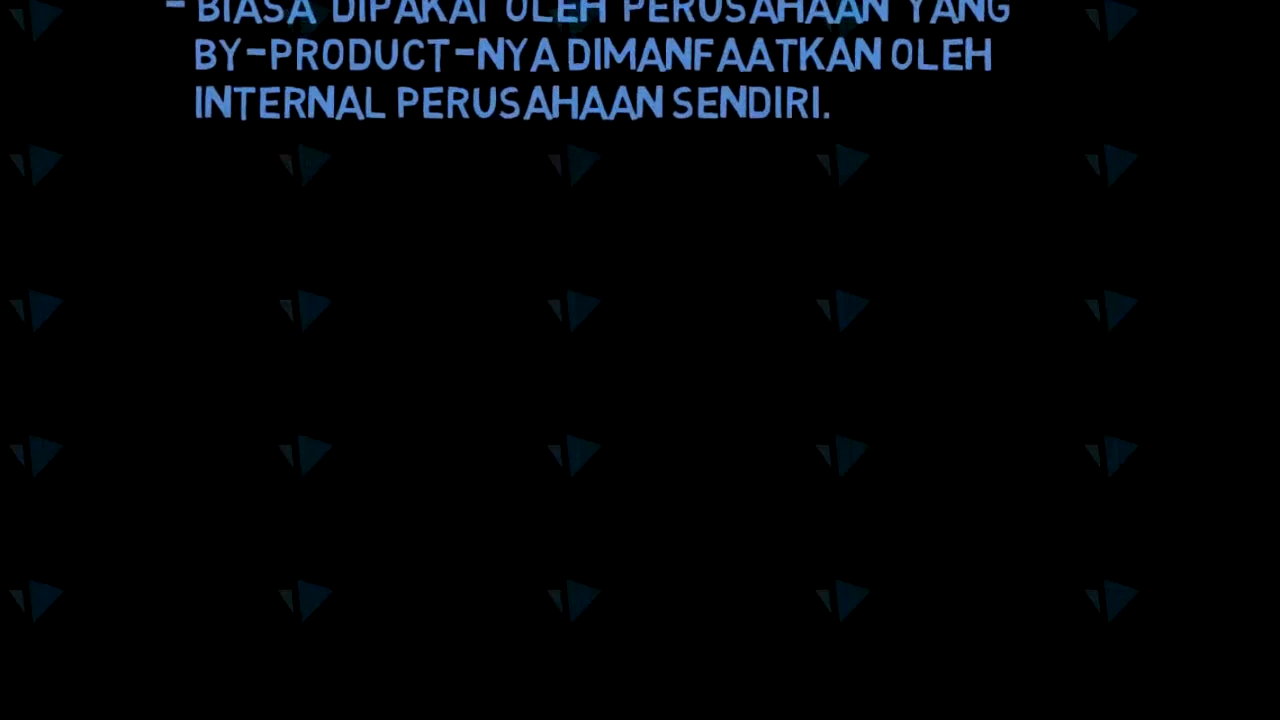 - BIASA DIPAKAI OLEH PERUSAHAAN YANG
BY-PRODUCT-NYA DIMANFAATKAN OLEH
INTERNAL PERUSAHAAN SENDIRI.